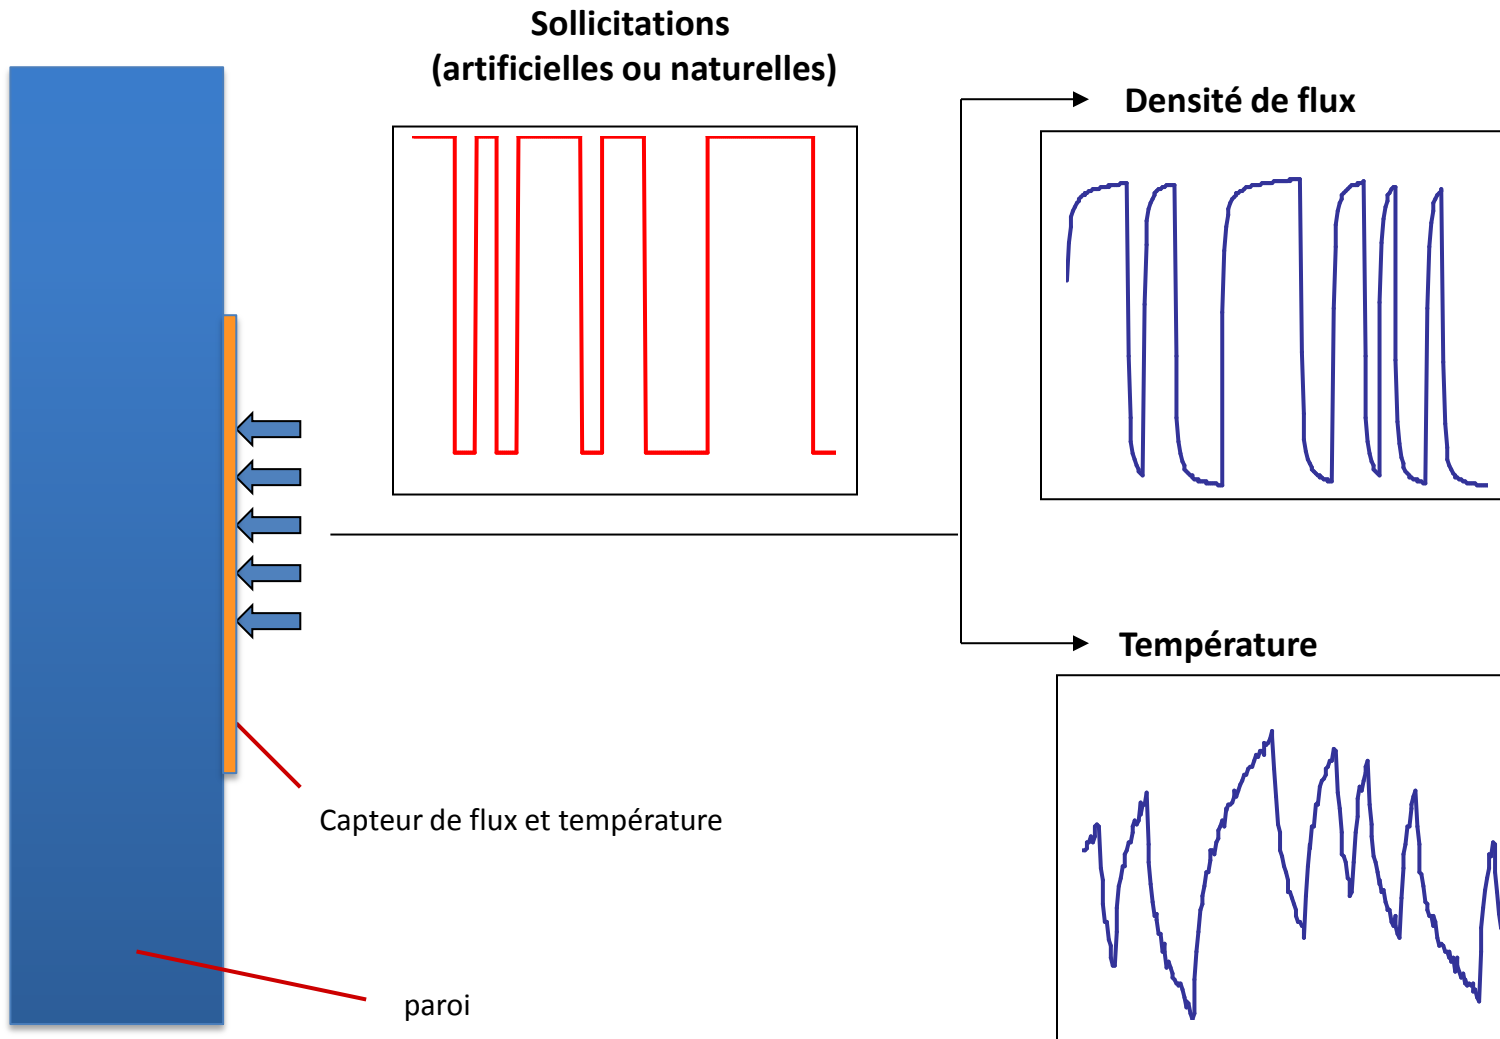 Sollicitations
(artificielles ou naturelles)
Densité de flux
Température
Capteur de flux et température
paroi